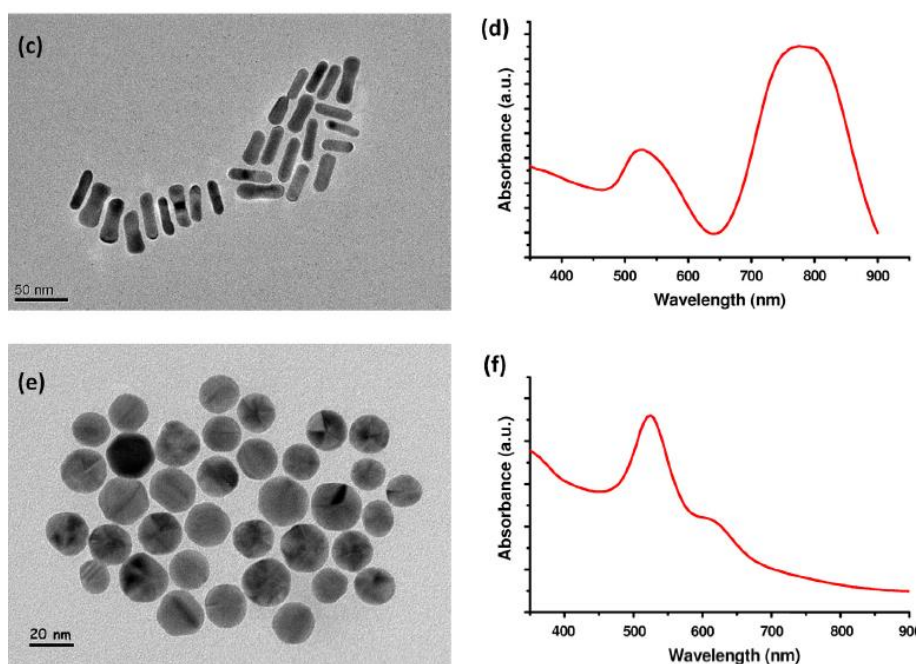 (c)
50 nm
(d)
Absorbance (a.u.)
400 500 600 700 800 900
Wavelength (nm)
(e)
20 nm
(f)
Absorbance (a.u.)
400 500 600 700 800 900
Wavelength (nm)